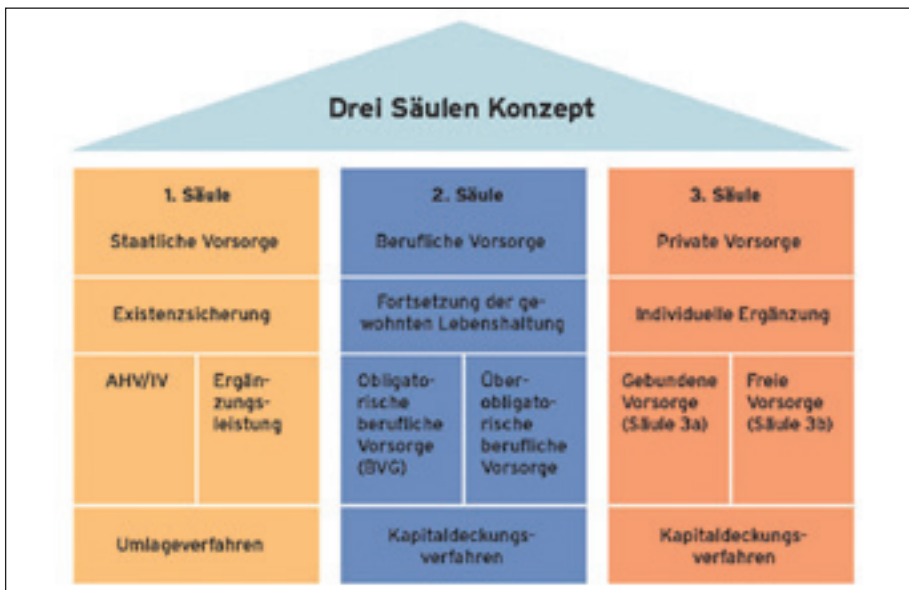 Drei Säulen Konzept
1. Säule
Staatliche Vorsorge
Existenzsicherung
AHV/IV
Ergän-
zungs-
leistung
Umlageverfahren
2. Säule
Berufliche Vorsorge
Fortsetzung der ge-
wohnten Lebenshaltung
Obligato-
rische
berufliche
Vorsorge
(BVG)
Über-
obligato-
rische
berufliche
Vorsorge
Kapitaldeckungs-
verfahren
3. Säule
Private Vorsorge
Individuelle Ergänzung
Gebundene
Vorsorge
(Säule 3a)
Freie
Vorsorge
(Säule 3b)
Kapitaldeckungs-
verfahren